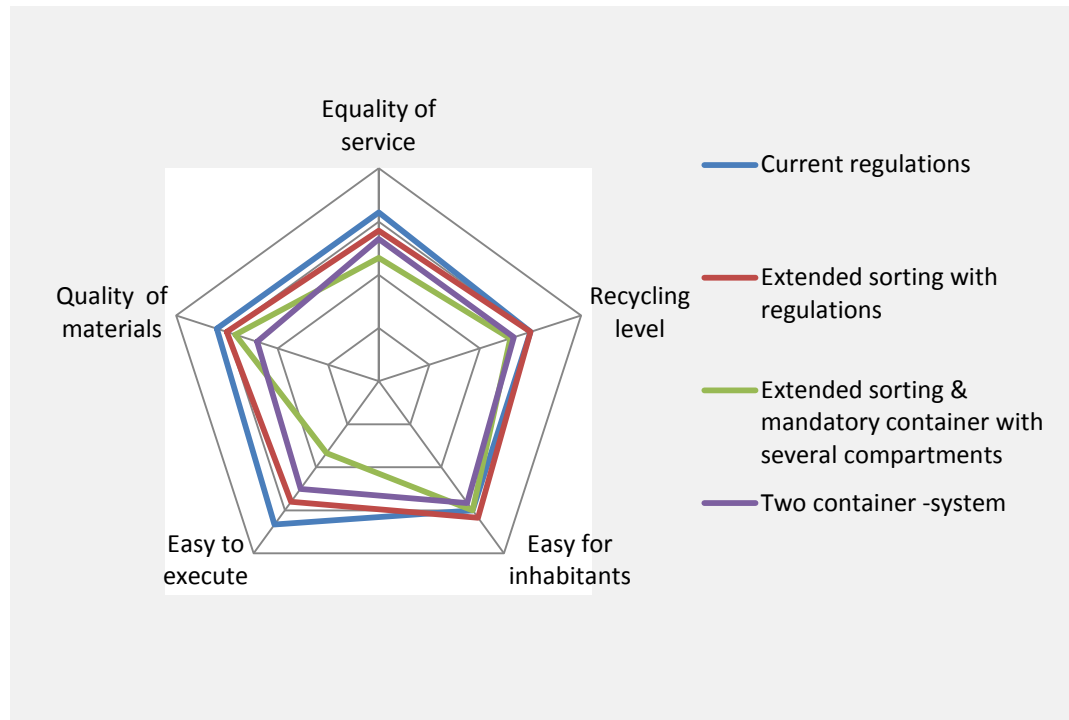 Equality of
service
Recycling
level
Easy for
inhabitants
Easy to
execute
Quality of
materials
Current regulations
Extended sorting with
regulations
Extended sorting &
mandatory container with
several compartments
Two container -system